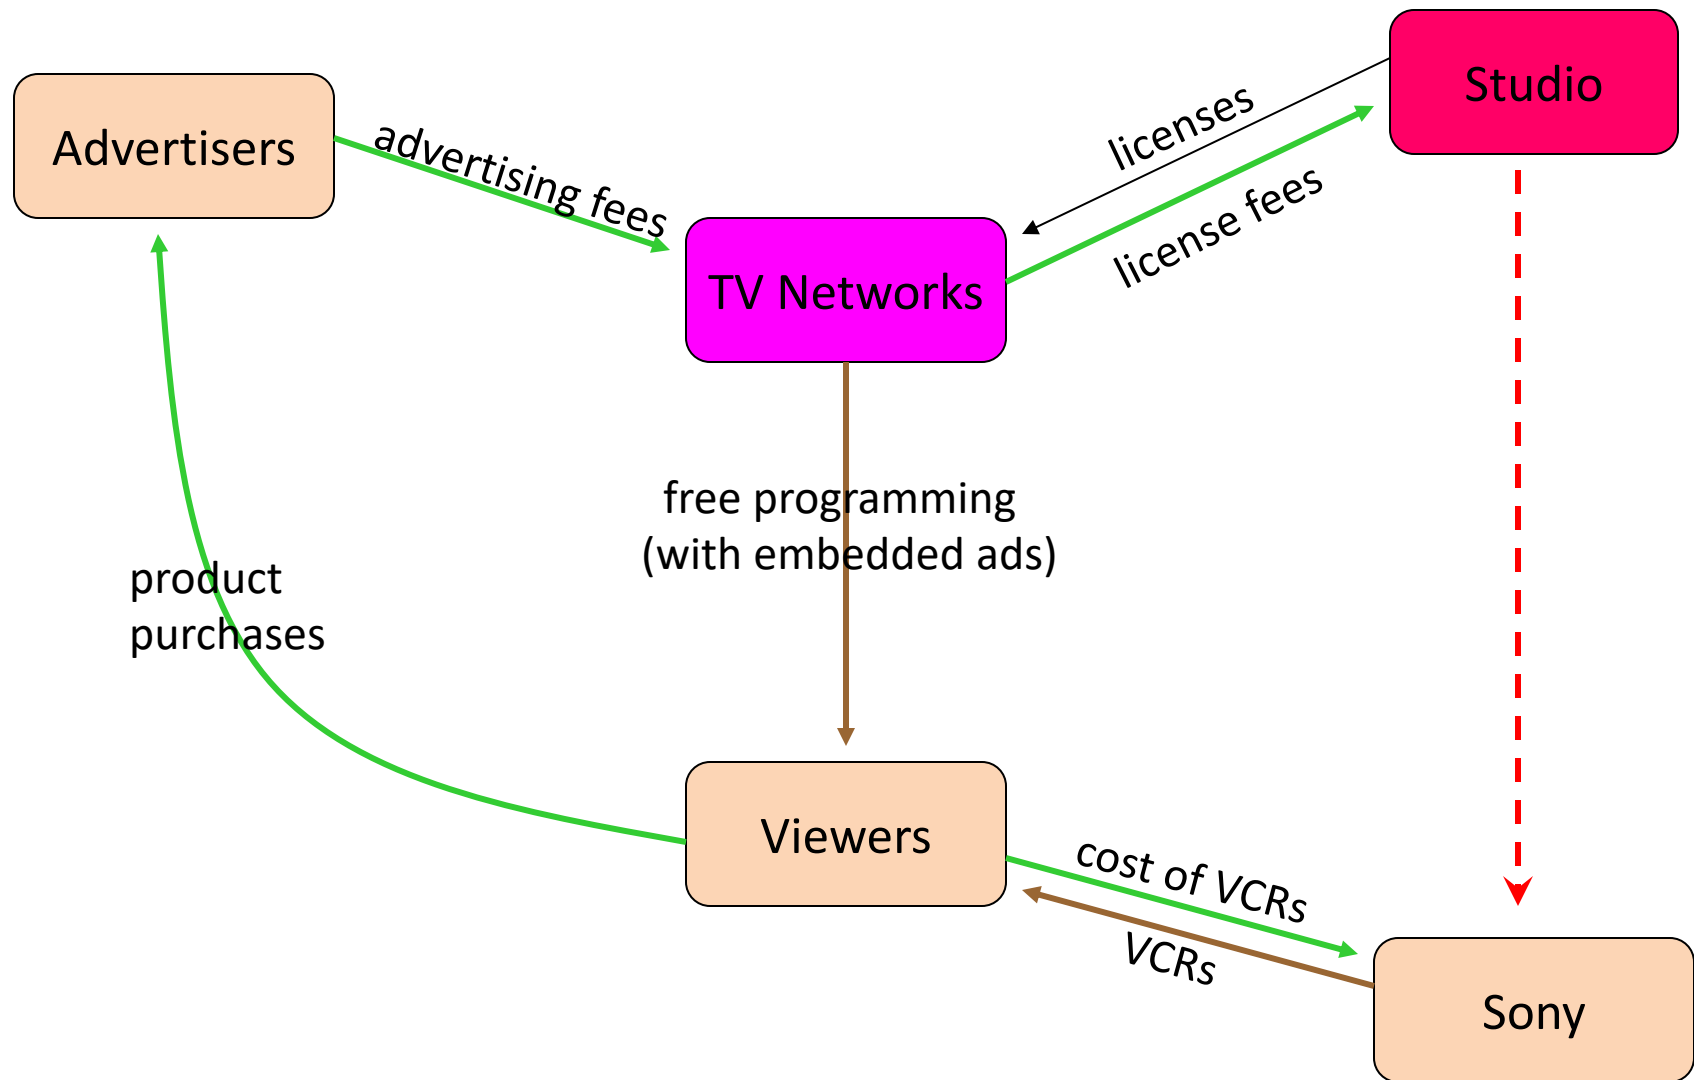 Studio
Advertisers
licenses
advertising fees
license fees
TV Networks
free programming
(with embedded ads)
product
purchases
Viewers
cost of VCRs
VCRs
Sony